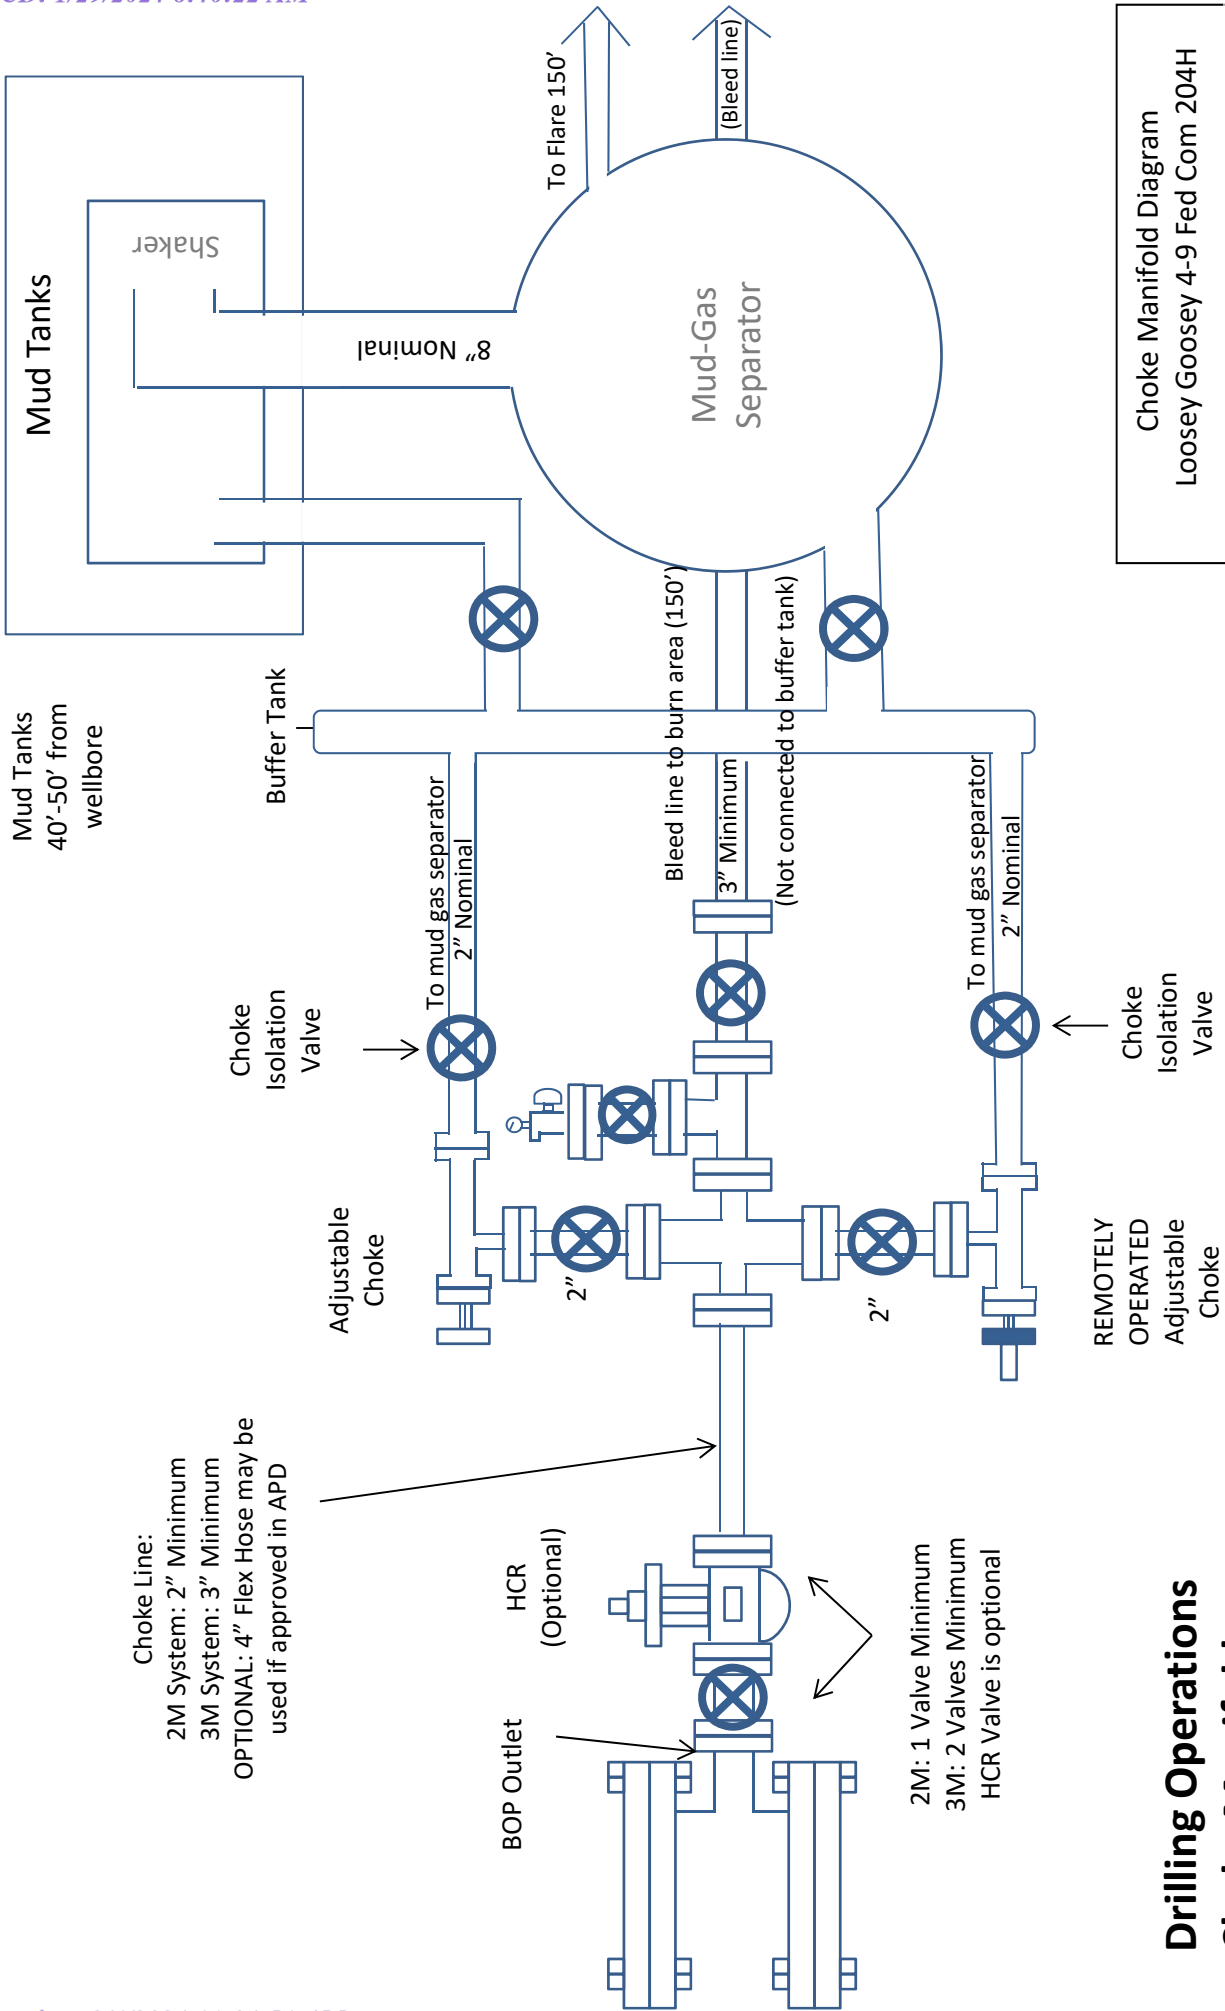 Mud Tanks
40’-50’ from
wellbore
Mud Tanks
Shaker
8” Nominal
Buffer Tank
To Flare 150’
(Bleed line)
Mud-Gas
Separator
Choke
Isolation
Valve
To mud gas separator
2” Nominal
Bleed line to burn area (150’)
3” Minimum
(Not connected to buffer tank)
To mud gas separator
2” Nominal
Choke
Isolation
Valve
Adjustable
Choke
2”
2”
REMOTELY
OPERATED
Adjustable
Choke
Choke Line:
2M System: 2” Minimum
3M System: 3” Minimum
OPTIONAL: 4” Flex Hose may be
used if approved in APD
HCR
(Optional)
BOP Outlet
2M: 1 Valve Minimum
3M: 2 Valves Minimum
HCR Valve is optional
Choke Manifold Diagram
Loosey Goosey 4-9 Fed Com 204H
Drilling Operations